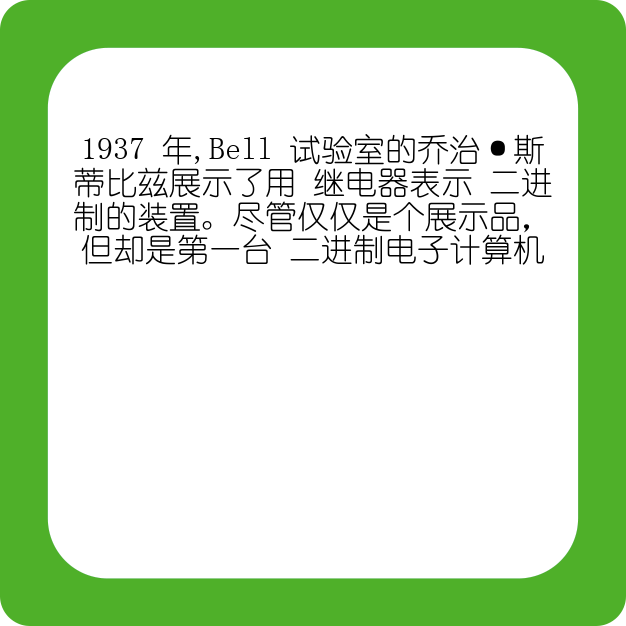 1937 年,Bell 试验室的乔治•斯
蒂比兹展示了用 继电器表示 二进
制的装置。尽管仅仅是个展示品，
但却是第一台 二进制电子计算机